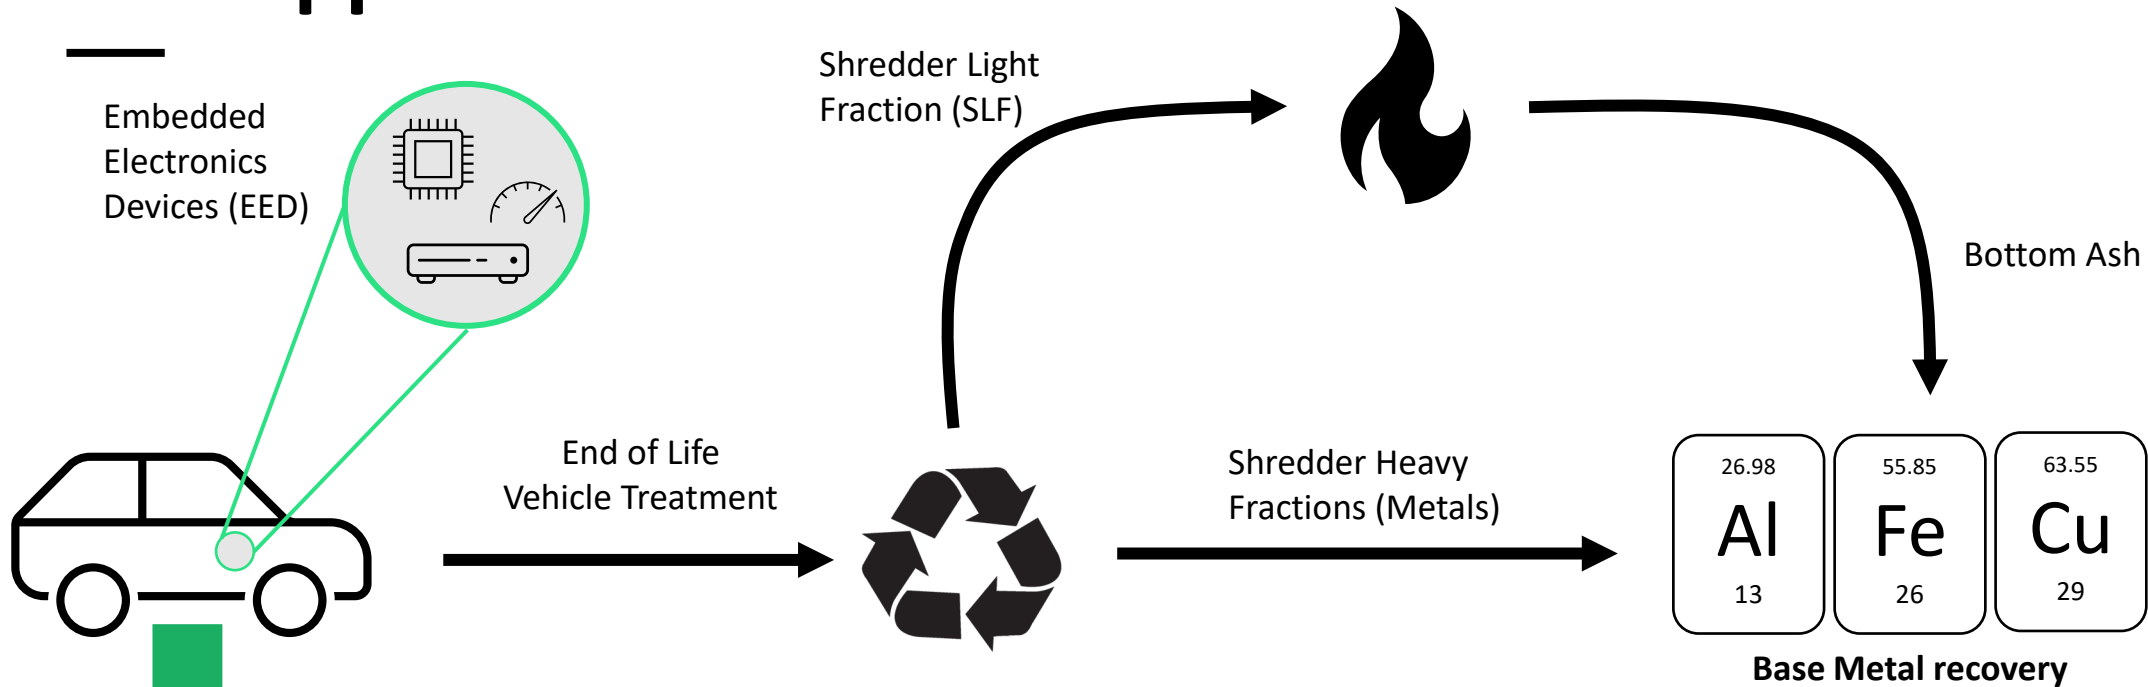 Embedded
Electronics
Devices (EED)
Shredder Light
Fraction (SLF)
Bottom Ash
End of Life
Vehicle Treatment
Shredder Heavy
Fractions (Metals)
26.98
Al
13
55.85
Fe
26
63.55
Cu
29
Base Metal recovery